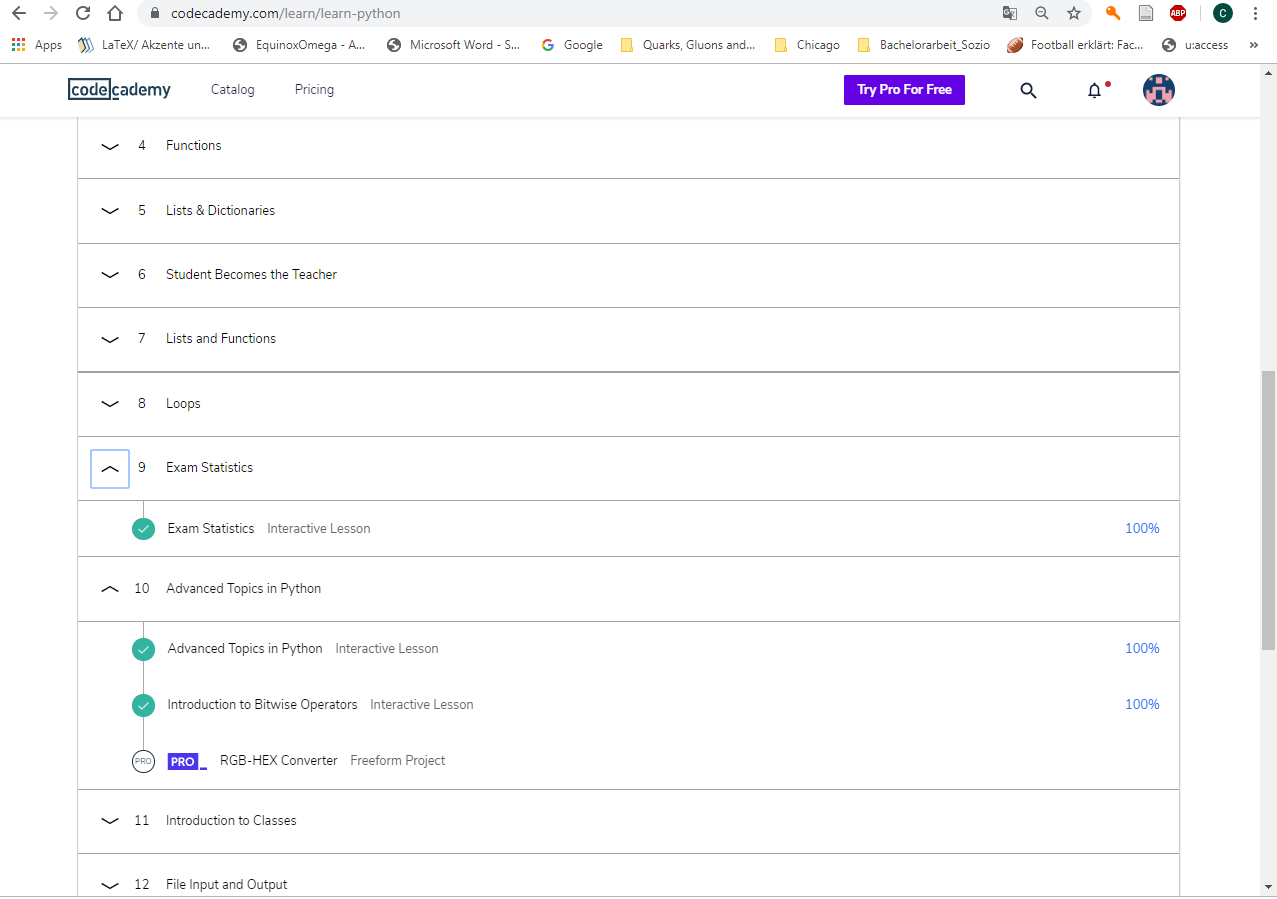 codecademy.com/learn/learn-python
ABP
C
Apps LaTeX/ Akzente un... EquinoxOmega - A... Microsoft Word - S... Google Quarks, Gluons and... Chicago Bachelorarbeit_Sozio Football erklärt: Fac... u:access »
codecademy Catalog Pricing Try Pro For Free
4 Functions
5 Lists & Dictionaries
6 Student Becomes the Teacher
7 Lists and Functions
8 Loops
9 Exam Statistics
Exam Statistics Interactive Lesson 100%
10 Advanced Topics in Python
Advanced Topics in Python Interactive Lesson 100%
Introduction to Bitwise Operators Interactive Lesson 100%
PRO PRO_ RGB-HEX Converter Freeform Project
11 Introduction to Classes
12 File Input and Output